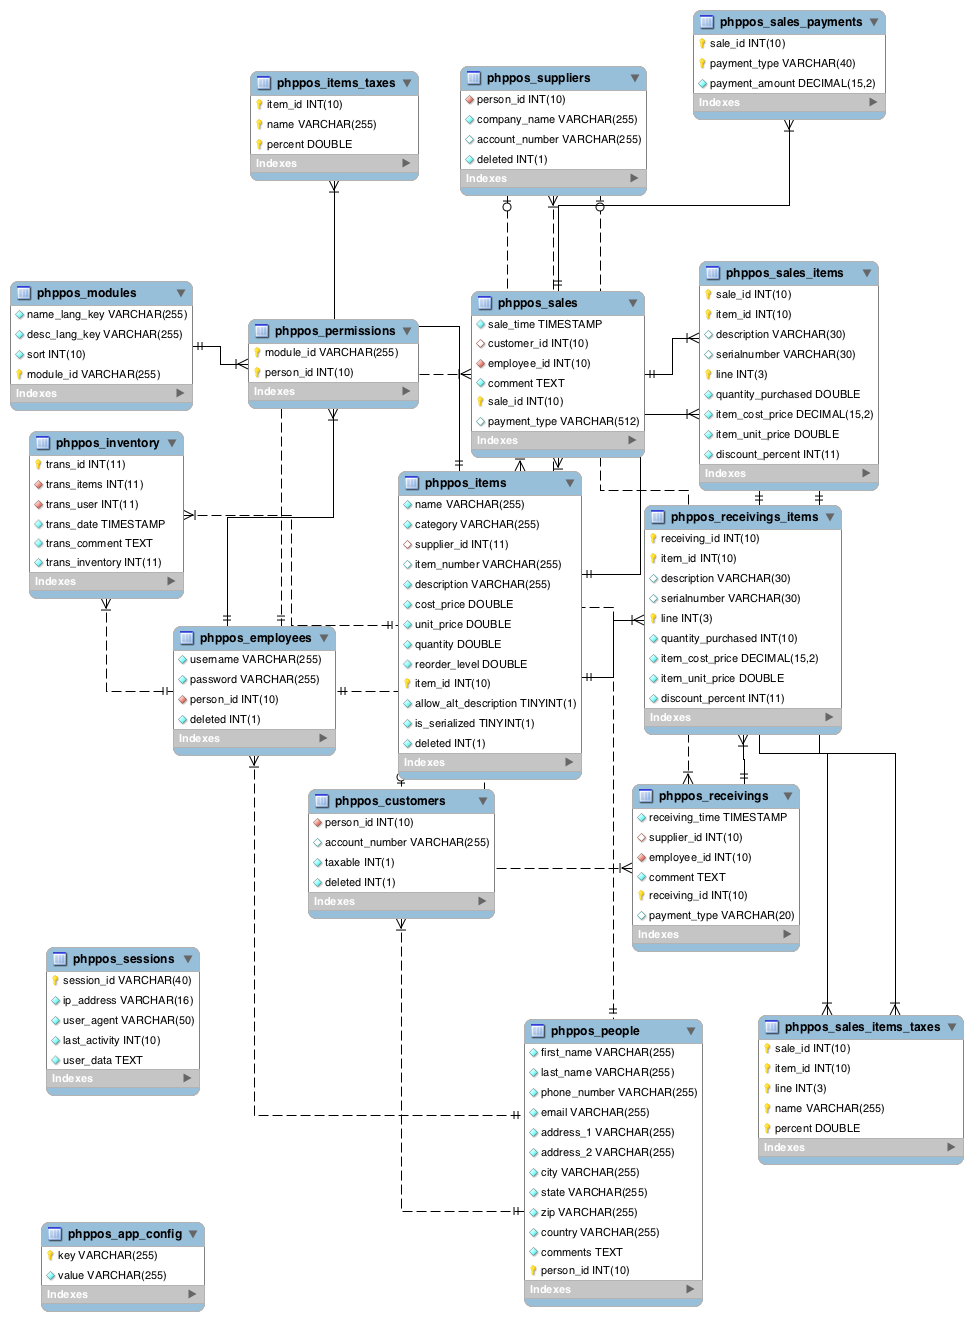 phppos_sales_payments
sale_id INT(10)
payment_type VARCHAR(40)
payment_amount DECIMAL(15,2)
Indexes
phppos_suppliers
person_id INT(10)
company_name VARCHAR(255)
account_number VARCHAR(255)
deleted INT(1)
Indexes
phppos_items_taxes
item_id INT(10)
name VARCHAR(255)
percent DOUBLE
Indexes
phppos_sales_items
sale_id INT(10)
item_id INT(10)
description VARCHAR(30)
serialnumber VARCHAR(30)
line INT(3)
quantity_purchased DOUBLE
item_cost_price DECIMAL(15,2)
item_unit_price DOUBLE
discount_percent INT(11)
Indexes
phppos_modules
name_lang_key VARCHAR(255)
desc_lang_key VARCHAR(255)
sort INT(10)
module_id VARCHAR(255)
Indexes
phppos_sales
sale_time TIMESTAMP
customer_id INT(10)
employee_id INT(10)
comment TEXT
sale_id INT(10)
payment_type VARCHAR(512)
Indexes
phppos_permissions
module_id VARCHAR(255)
person_id INT(10)
Indexes
phppos_inventory
trans_id INT(11)
trans_items INT(11)
trans_user INT(11)
trans_date TIMESTAMP
trans_comment TEXT
trans_inventory INT(11)
Indexes
phppos_items
name VARCHAR(255)
category VARCHAR(255)
supplier_id INT(11)
item_number VARCHAR(255)
description VARCHAR(255)
cost_price DOUBLE
unit_price DOUBLE
quantity DOUBLE
reorder_level DOUBLE
item_id INT(10)
allow_alt_description TINYINT(1)
is_serialized TINYINT(1)
deleted INT(1)
Indexes
phppos_receivings_items
receiving_id INT(10)
item_id INT(10)
description VARCHAR(30)
serialnumber VARCHAR(30)
line INT(3)
quantity_purchased INT(10)
item_cost_price DECIMAL(15,2)
item_unit_price DOUBLE
discount_percent INT(11)
Indexes
phppos_employees
username VARCHAR(255)
password VARCHAR(255)
person_id INT(10)
deleted INT(1)
Indexes
phppos_customers
person_id INT(10)
account_number VARCHAR(255)
taxable INT(1)
deleted INT(1)
Indexes
phppos_receivings
receiving_time TIMESTAMP
supplier_id INT(10)
employee_id INT(10)
comment TEXT
receiving_id INT(10)
payment_type VARCHAR(20)
Indexes
phppos_sessions
session_id VARCHAR(40)
ip_address VARCHAR(16)
user_agent VARCHAR(50)
last_activity INT(10)
user_data TEXT
Indexes
phppos_people
first_name VARCHAR(255)
last_name VARCHAR(255)
phone_number VARCHAR(255)
email VARCHAR(255)
address_1 VARCHAR(255)
address_2 VARCHAR(255)
city VARCHAR(255)
state VARCHAR(255)
zip VARCHAR(255)
country VARCHAR(255)
comments TEXT
person_id INT(10)
Indexes
phppos_sales_items_taxes
sale_id INT(10)
item_id INT(10)
line INT(3)
name VARCHAR(255)
percent DOUBLE
Indexes
phppos_app_config
key VARCHAR(255)
value VARCHAR(255)
Indexes